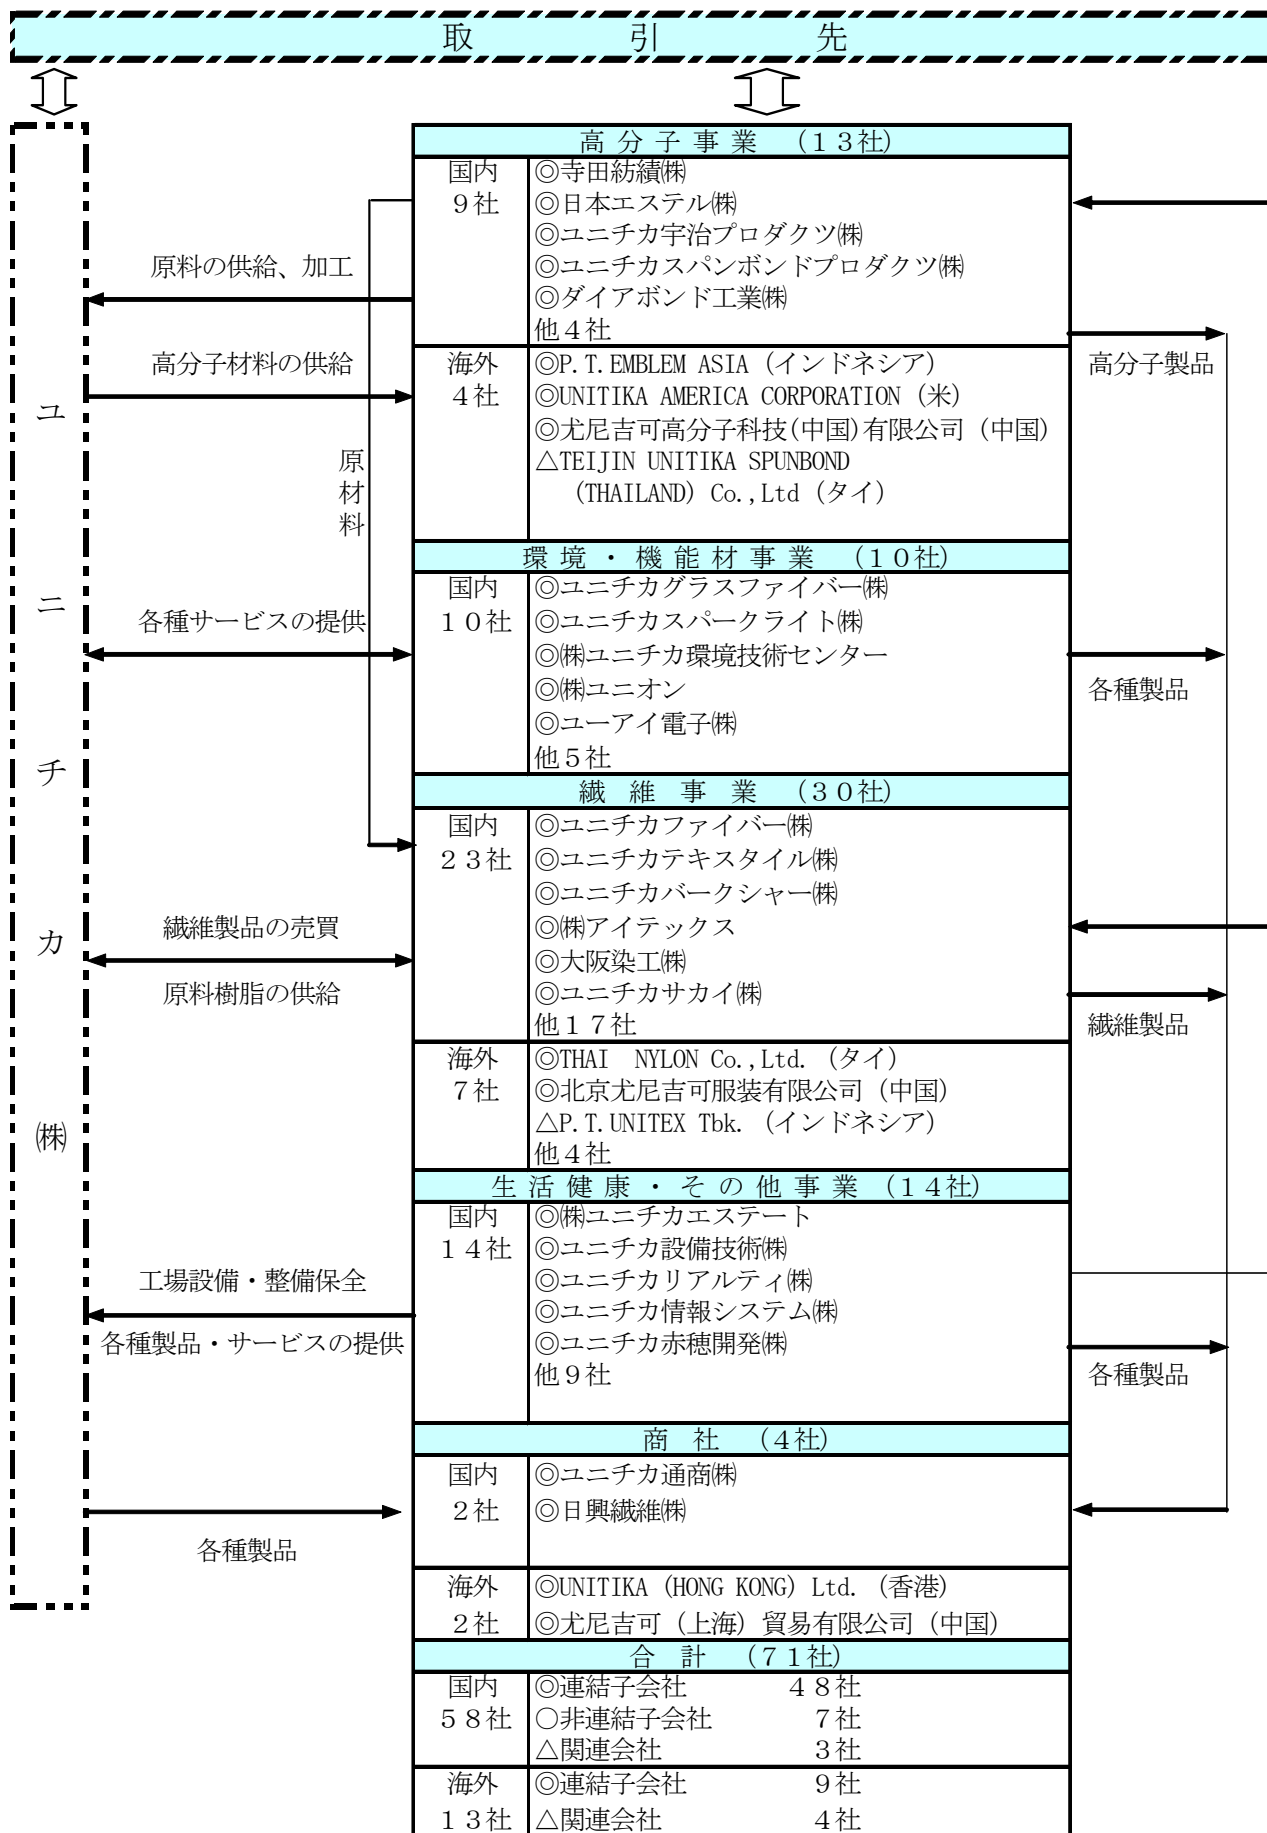 取引先
ユニチカ㈱
原料の供給、加工
高分子材料の供給
原材料
各種サービスの提供
繊維製品の売買
原料樹脂の供給
工場設備・整備保全
各種製品・サービスの提供
各種製品
高分子事業 （１３社）
国内
９社
◎寺田紡績㈱
◎日本エステル㈱
◎ユニチカ宇治プロダクツ㈱
◎ユニチカスパンボンドプロダクツ㈱
◎ダイアボンド工業㈱
他４社
海外
４社
◎P.T.EMBLEM ASIA（インドネシア）
◎UNITIKA AMERICA CORPORATION（米）
◎尤尼吉可高分子科技(中国)有限公司（中国）
△TEIJIN UNITIKA SPUNBOND
（THAILAND）Co.,Ltd（タイ）
環境・機能材事業 （１０社）
国内
１０社
◎ユニチカグラスファイバー㈱
◎ユニチカスパークライト㈱
◎㈱ユニチカ環境技術センター
◎㈱ユニオン
◎ユーアイ電子㈱
他５社
繊維事業 （３０社）
国内
２３社
◎ユニチカファイバー㈱
◎ユニチカテキスタイル㈱
◎ユニチカバークシャー㈱
◎㈱アイテックス
◎大阪染工㈱
◎ユニチカサカイ㈱
他１７社
海外
７社
◎THAI NYLON Co.,Ltd.（タイ）
◎北京尤尼吉可服装有限公司（中国）
△P.T.UNITEX Tbk.（インドネシア）
他４社
生活健康・その他事業（１４社）
国内
１４社
◎㈱ユニチカエステート
◎ユニチカ設備技術㈱
◎ユニチカリアルティ㈱
◎ユニチカ情報システム㈱
◎ユニチカ赤穂開発㈱
他９社
商社 （４社）
国内
２社
◎ユニチカ通商㈱
◎日興繊維㈱
海外
２社
◎UNITIKA（HONG KONG）Ltd.（香港）
◎尤尼吉可（上海）貿易有限公司（中国）
合計 （７１社）
国内
５８社
◎連結子会社 ４８社
○非連結子会社 ７社
△関連会社 ３社
海外
１３社
◎連結子会社 ９社
△関連会社 ４社
高分子製品
各種製品
繊維製品
各種製品